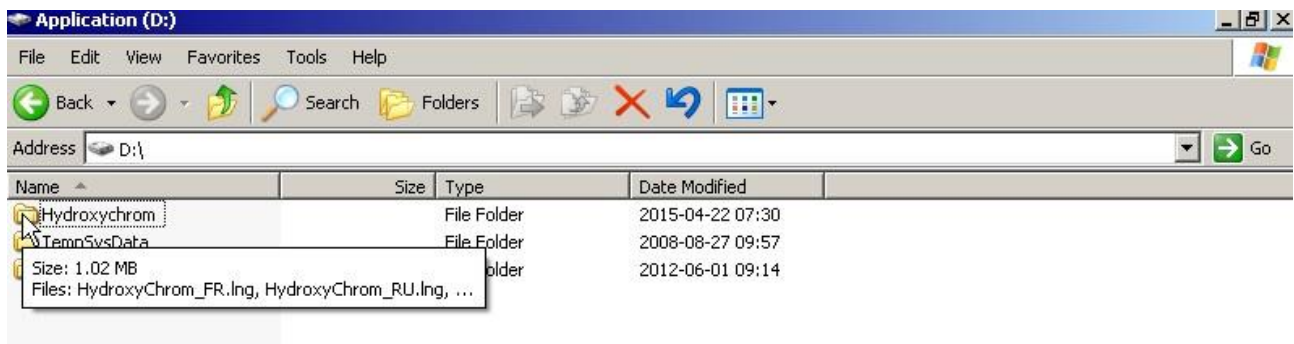 Application (D:)
File Edit View Favorites Tools Help
Back Search Folders
Address D:\ Go
Name Size Type Date Modified
Hydroxychrom File Folder 2015-04-22 07:30
TempSysData File Folder 2008-08-27 09:57
older 2012-06-01 09:14
Size: 1.02 MB
Files: HydroxyChrom_FR.lng, HydroxyChrom_RU.lng, ...